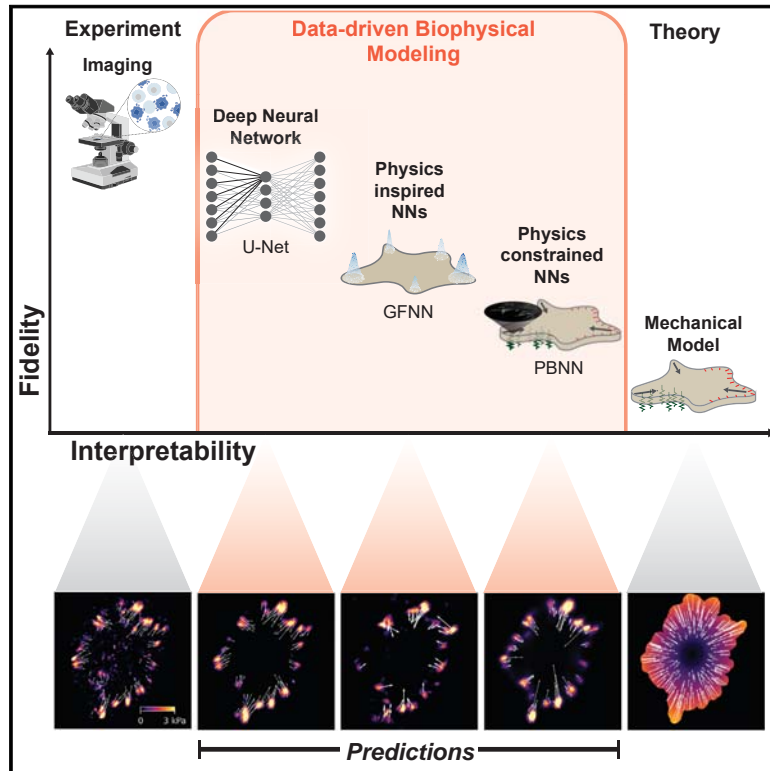 Experiment
Data-driven Biophysical
Modeling
Theory
Imaging
Deep Neural
Network
U-Net
Physics
inspired
NNs
GFNN
Physics
constrained
NNs
PBNN
Mechanical
Model
Fidelity
Interpretability
0 3 kPa
Predictions